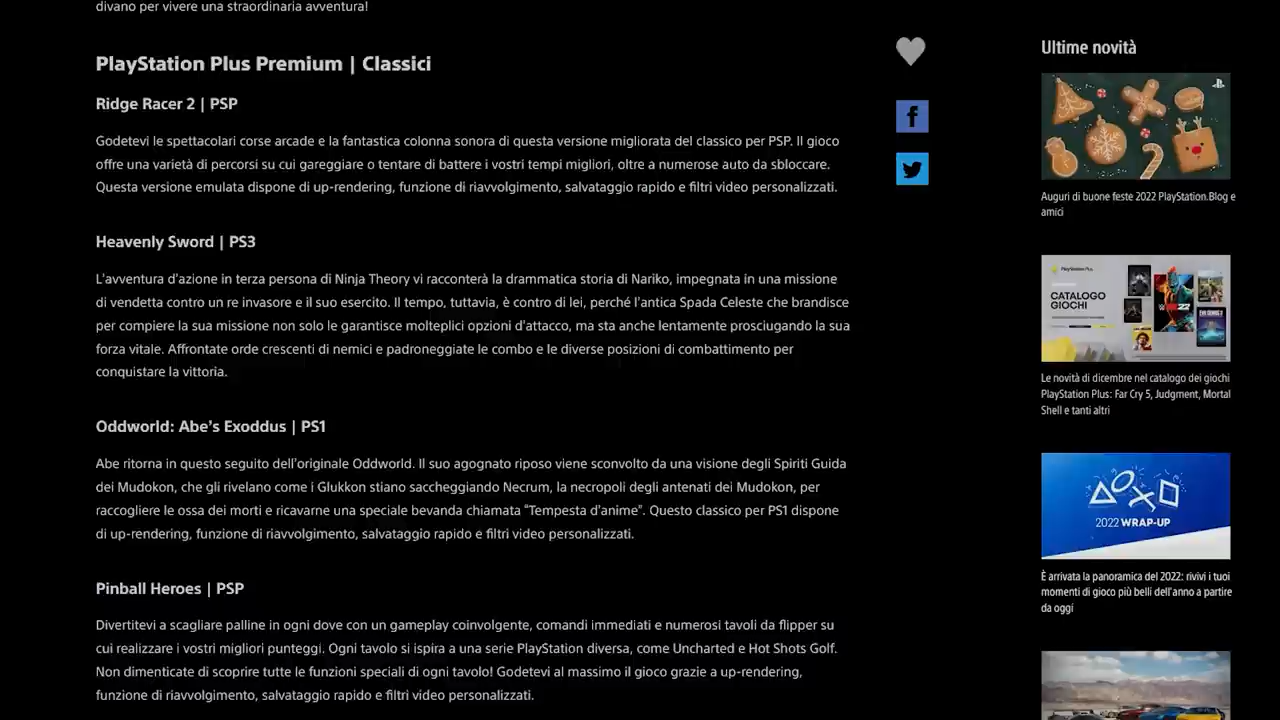 divano per vivere una straordinaria avventura!
PlayStation Plus Premium | Classici
Ridge Racer 2 | PSP
Godetevi le spettacolari corse arcade e la fantastica colonna sonora di questa versione migliorata del classico per PSP. Il gioco
offre una varietà di percorsi su cui gareggiare o tentare di battere i vostri tempi migliori, oltre a numerose auto da sbloccare.
Questa versione emulata dispone di up-rendering, funzione di riavvolgimento, salvataggio rapido e filtri video personalizzati.
Heavenly Sword | PS3
L'avventura d'azione in terza persona di Ninja Theory vi racconterà la drammatica storia di Nariko, impegnata in una missione
di vendetta contro un re invasore e il suo esercito. Il tempo, tuttavia, è contro di lei, perché l'antica Spada Celeste che brandisce
per compiere la sua missione non solo le garantisce molteplici opzioni d'attacco, ma sta anche lentamente prosciugando la sua
forza vitale. Affrontate orde crescenti di nemici e padroneggiate le combo e le diverse posizioni di combattimento per
conquistare la vittoria.
Oddworld: Abe's Exoddus | PS1
Abe ritorna in questo seguito dell'originale Oddworld. Il suo agognato riposo viene sconvolto da una visione degli Spiriti Guida
dei Mudokon, che gli rivelano come i Glukkon stiano saccheggiando Necrum, la necropoli degli antenati dei Mudokon, per
raccogliere le ossa dei morti e ricavarne una speciale bevanda chiamata "Tempesta d'anime". Questo classico per PS1 dispone
di up-rendering, funzione di riavvolgimento, salvataggio rapido e filtri video personalizzati.
Pinball Heroes | PSP
Divertitevi a scagliare palline in ogni dove con un gameplay coinvolgente, comandi immediati e numerosi tavoli da flipper su
cui realizzare i vostri migliori punteggi. Ogni tavolo si ispira a una serie PlayStation diversa, come Uncharted e Hot Shots Golf.
Non dimenticate di scoprire tutte le funzioni speciali di ogni tavolo! Godetevi al massimo il gioco grazie a up-rendering,
funzione di riavvolgimento, salvataggio rapido e filtri video personalizzati.
Ultime novità
Auguri di buone feste 2022 PlayStation.Blog e
amici
PlayStation Plus
CATALOGO
GIOCHI
Le novità di dicembre nel catalogo dei giochi
PlayStation Plus: Far Cry 5, Judgment, Mortal
Shell e tanti altri
2022 WRAP-UP
È arrivata la panoramica del 2022: rivivi i tuoi
momenti di gioco più belli dell'anno a partire
da oggi